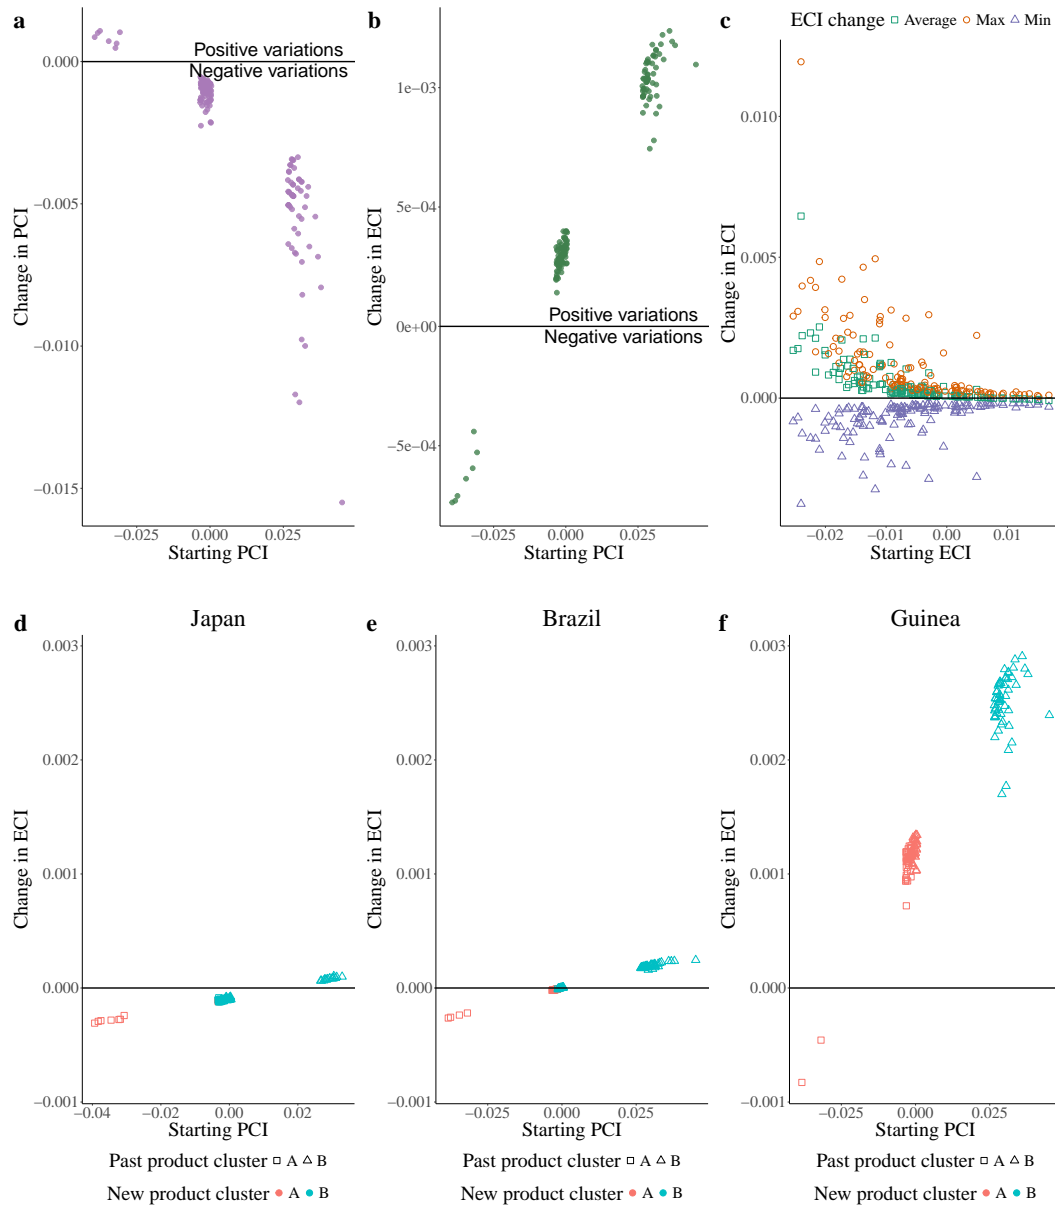 a
b
c
ECI change Average Max Min
0.000
−0.005
−0.010
−0.015
Change in PCI
Positive variations
Negative variations
−0.025 0.000 0.025
Starting PCI
1e−03
5e−04
0e+00
−5e−04
Change in ECI
Positive variations
Negative variations
−0.025 0.000 0.025
Starting PCI
0.010
0.005
0.000
Change in ECI
−0.02 −0.01 0.00 0.01
Starting ECI
d Japan
0.003
0.002
0.001
0.000
−0.001
Change in ECI
−0.04 −0.02 0.00 0.02
Starting PCI
e Brazil
0.003
0.002
0.001
0.000
−0.001
Change in ECI
−0.025 0.000 0.025
Starting PCI
f Guinea
0.003
0.002
0.001
0.000
−0.001
Change in ECI
−0.025 0.000 0.025
Starting PCI
Past product cluster A B
New product cluster A B
Past product cluster A B
New product cluster A B
Past product cluster A B
New product cluster A B